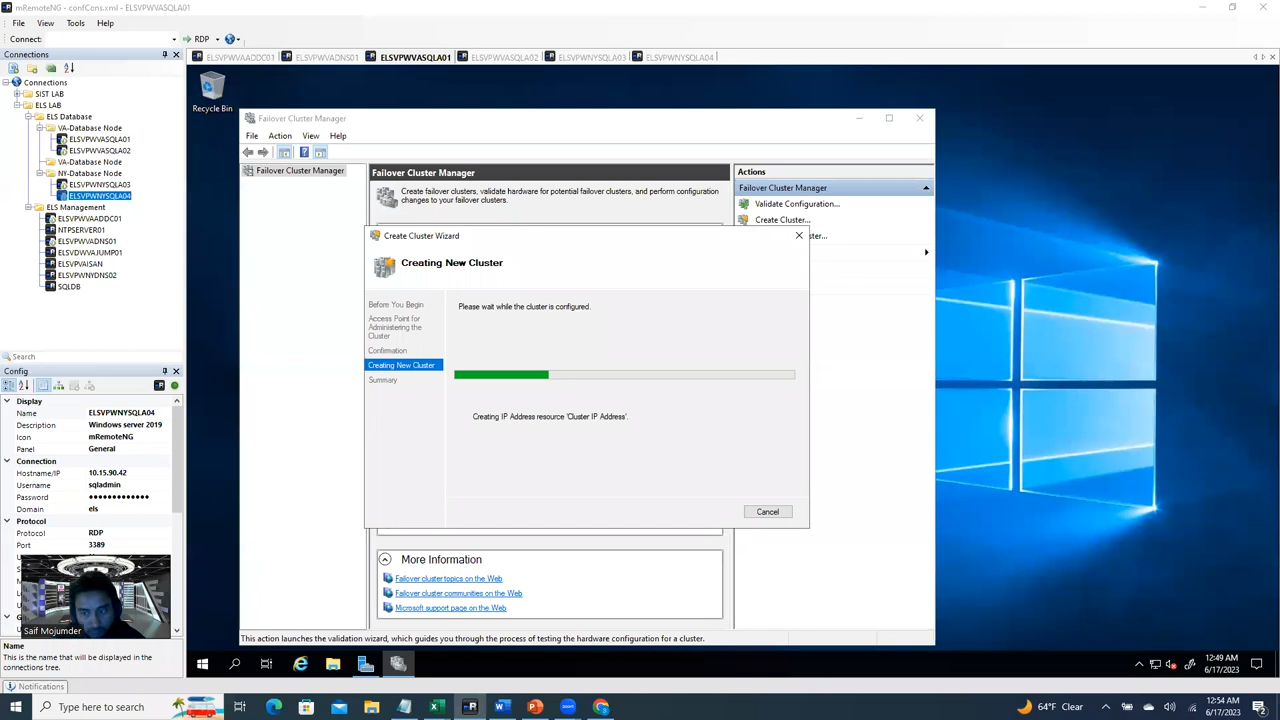 mRemoteNG - confCons.xml - ELSVPWVASQLA01
File View Tools Help
Connect: RDP
Connections
Connections
SIST LAB
ELS LAB
ELS Database
VA-Database Node
ELSVPWVASQLA01
ELSVPWVASQLA02
VA-Database Node
NY-Database Node
ELSVPWNYSQLA03
ELSVPWNYSQLA04
ELS Management
ELSVPWVAADDC01
NTPSERVER01
ELSVPWVADNS01
ELSVDWVAJUMP01
ELSVPVAISAN
ELSVPWNYDNS02
SQLDB
Search
Config
Display
Name ELSVPWNYSQLA04
Description Windows server 2019
Icon mRemoteNG
Panel General
Connection
Hostname/IP 10.15.90.42
Username sqladmin
Password ●●●●●●●●●●●●
Domain els
Protocol
Protocol RDP
Port 3389
Saif Mojumder
Name
This is the name that will be displayed in the connections tree.
Notifications
ELSVPWVAADDC01 ELSVPWVADNS01 ELSVPWVASQLA01 ELSVPWVASQLA02 ELSVPWNYSQLA03 ELSVPWNYSQLA04
Recycle Bin
Failover Cluster Manager
File Action View Help
Failover Cluster Manager
Failover Cluster Manager
Create failover clusters, validate hardware for potential failover clusters, and perform configuration
changes to your failover clusters.
Actions
Failover Cluster Manager
Validate Configuration...
Create Cluster...
ster...
Create Cluster Wizard
Creating New Cluster
Before You Begin
Access Point for
Administering the
Cluster
Confirmation
Creating New Cluster
Summary
Please wait while the cluster is configured.
Creating IP Address resource 'Cluster IP Address'.
Cancel
More Information
Failover cluster topics on the Web
Failover cluster communities on the Web
Microsoft support page on the Web
This action launches the validation wizard, which guides you through the process of testing the hardware configuration for a cluster.
12:49 AM
6/17/2023
Type here to search
64°F Clear
12:54 AM
6/17/2023